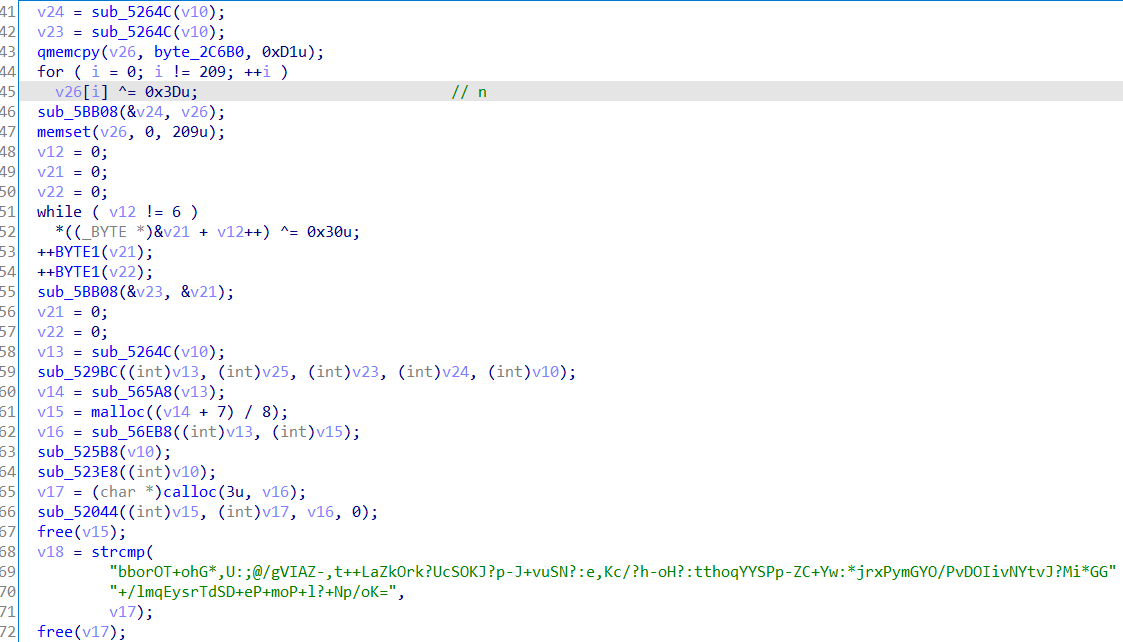 41 v24 = sub_5264C(v10);
42 v23 = sub_5264C(v10);
43 qmemcpy(v26, byte_2C6B0, 0xD1u);
44 for ( i = 0; i != 209; ++i )
45 v26[i] ^= 0x3Du; // n
46 sub_5BB08(&v24, v26);
47 memset(v26, 0, 209u);
48 v12 = 0;
49 v21 = 0;
50 v22 = 0;
51 while ( v12 != 6 )
52 *((_BYTE *)&v21 + v12++) ^= 0x30u;
53 ++BYTE1(v21);
54 ++BYTE1(v22);
55 sub_5BB08(&v23, &v21);
56 v21 = 0;
57 v22 = 0;
58 v13 = sub_5264C(v10);
59 sub_529BC((int)v13, (int)v25, (int)v23, (int)v24, (int)v10);
60 v14 = sub_565A8(v13);
61 v15 = malloc((v14 + 7) / 8);
62 v16 = sub_56EB8((int)v13, (int)v15);
63 sub_525B8(v10);
64 sub_523E8((int)v10);
65 v17 = (char *)calloc(3u, v16);
66 sub_52044((int)v15, (int)v17, v16, 0);
67 free(v15);
68 v18 = strcmp(
69 "bborOT+ohG*,U:;@/gVIAZ-,t++LaZkOrk?UcSOKJ?p-J+vuSN?:e,Kc/?h-oH?:tthoqYYSPp-ZC+Yw:*jrxPymGYO/PvDOIivNYtvJ?Mi*GG"
70 "+/lmqEysrTdSD+eP+moP+l?+Np/oK=",
71 v17);
72 free(v17);